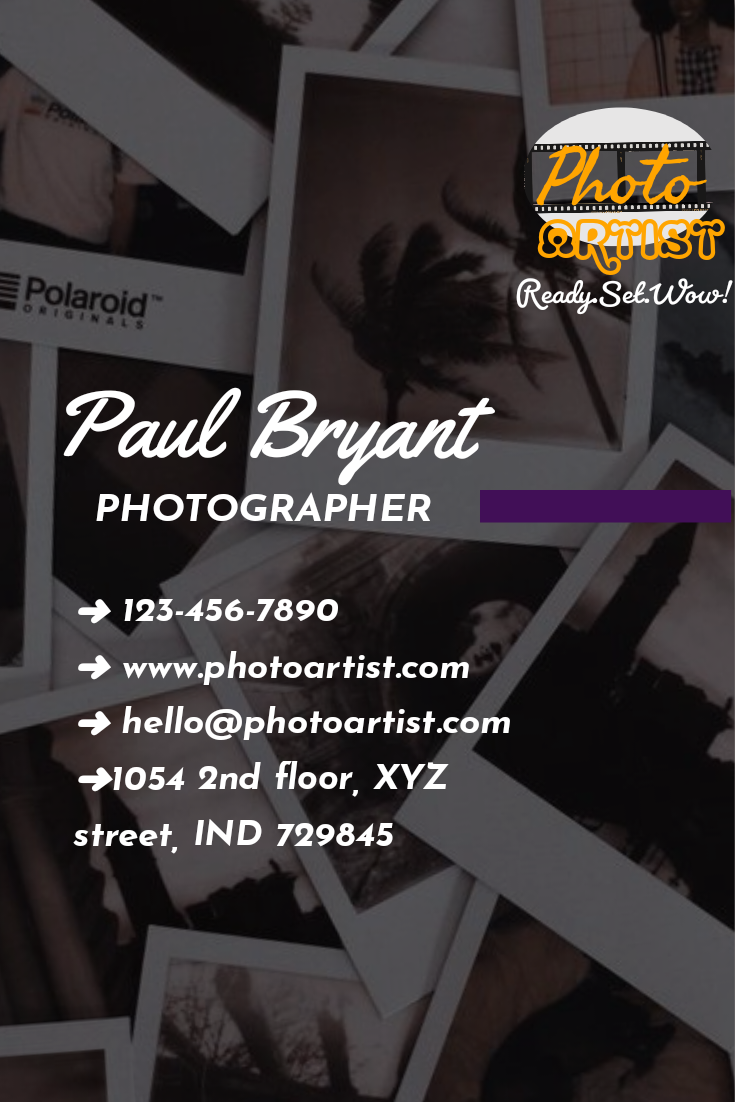 Photo
ARTIST
Ready.Set.Wow!
Polaroid™
ORIGINALS
Paul Bryant
PHOTOGRAPHER
➜ 123-456-7890
➜ www.photoartist.com
➜ hello@photoartist.com
➜1054 2nd floor, XYZ
street, IND 729845